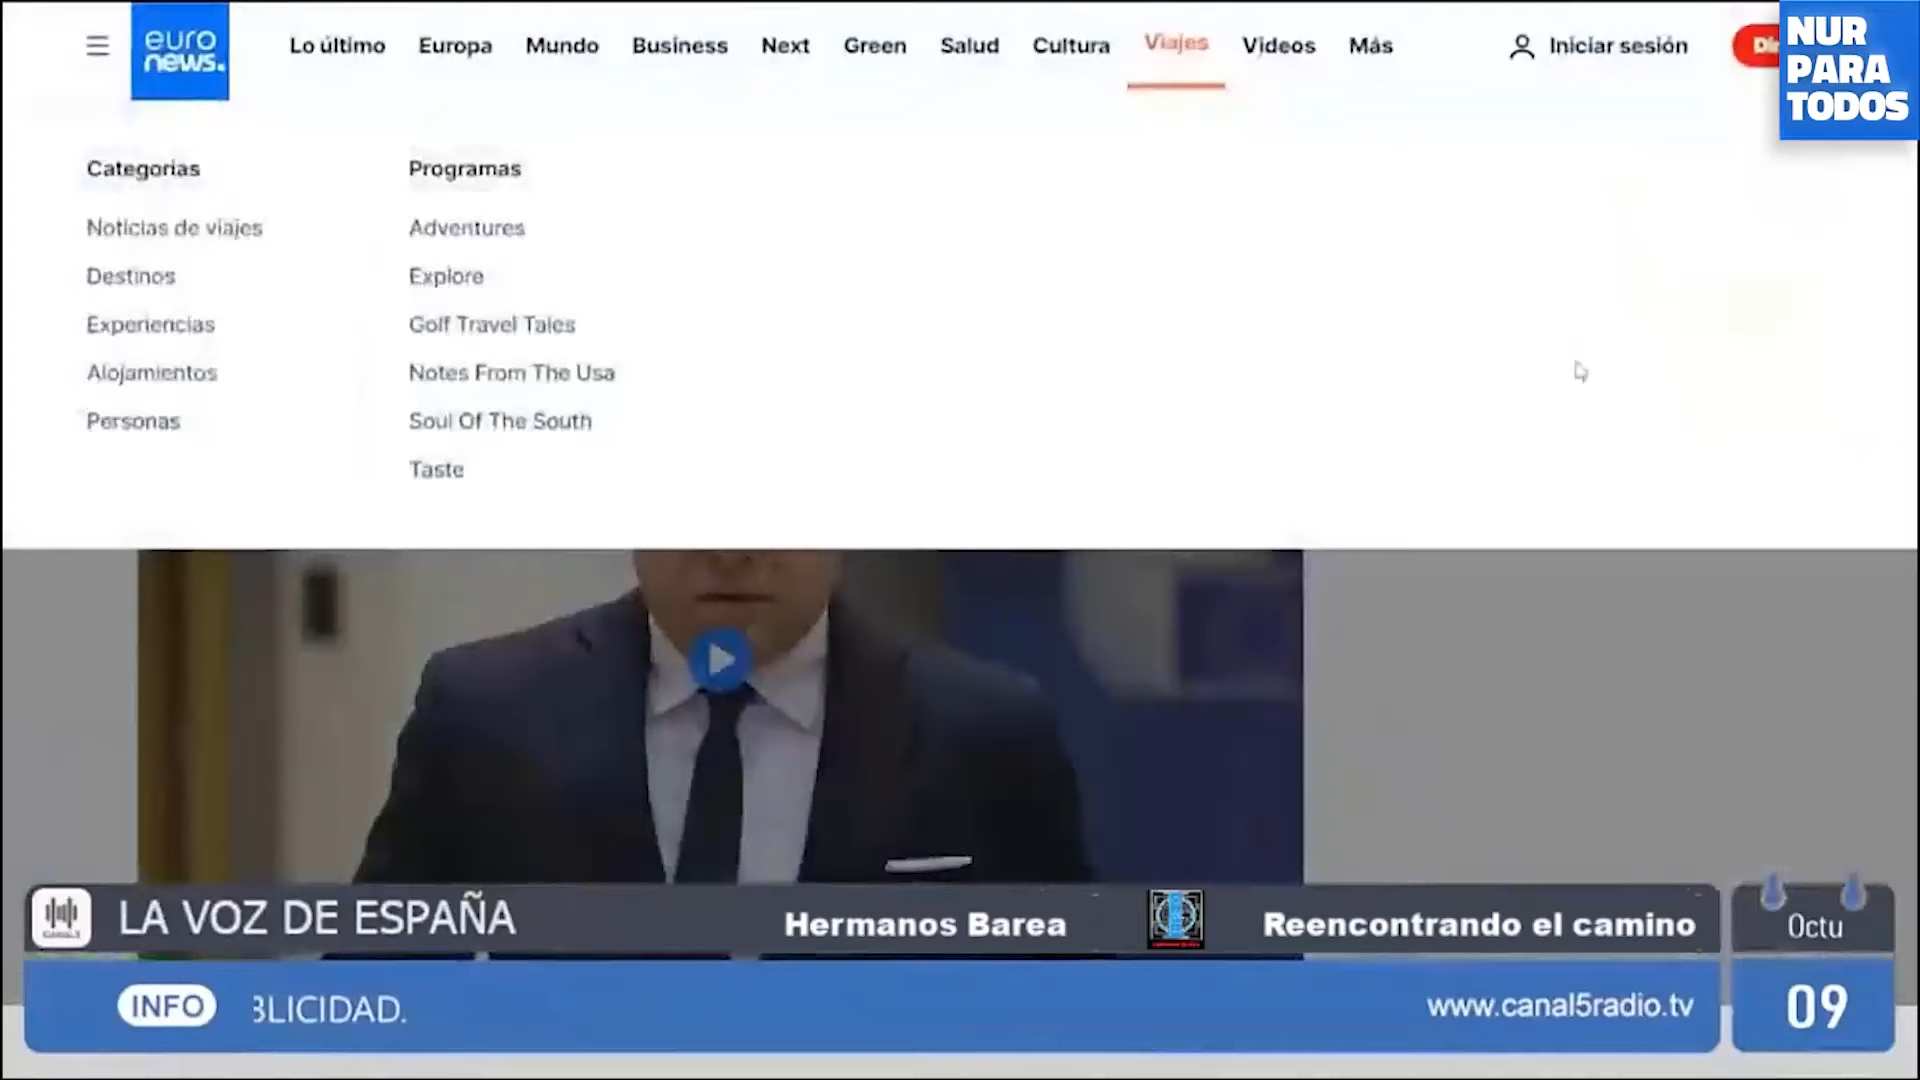 euro
news.
Lo último
Europa
Mundo
Business
Next
Green
Salud
Cultura
Viajes
Videos
Más
Iniciar sesión
NUR
PARA
TODOS
Categorías
Noticias de viajes
Destinos
Experiencias
Alojamientos
Personas
Programas
Adventures
Explore
Golf Travel Tales
Notes From The Usa
Soul Of The South
Taste
LA VOZ DE ESPAÑA
Hermanos Barea
Reencontrando el camino
Octu
09
INFO
BLICIDAD.
www.canal5radio.tv